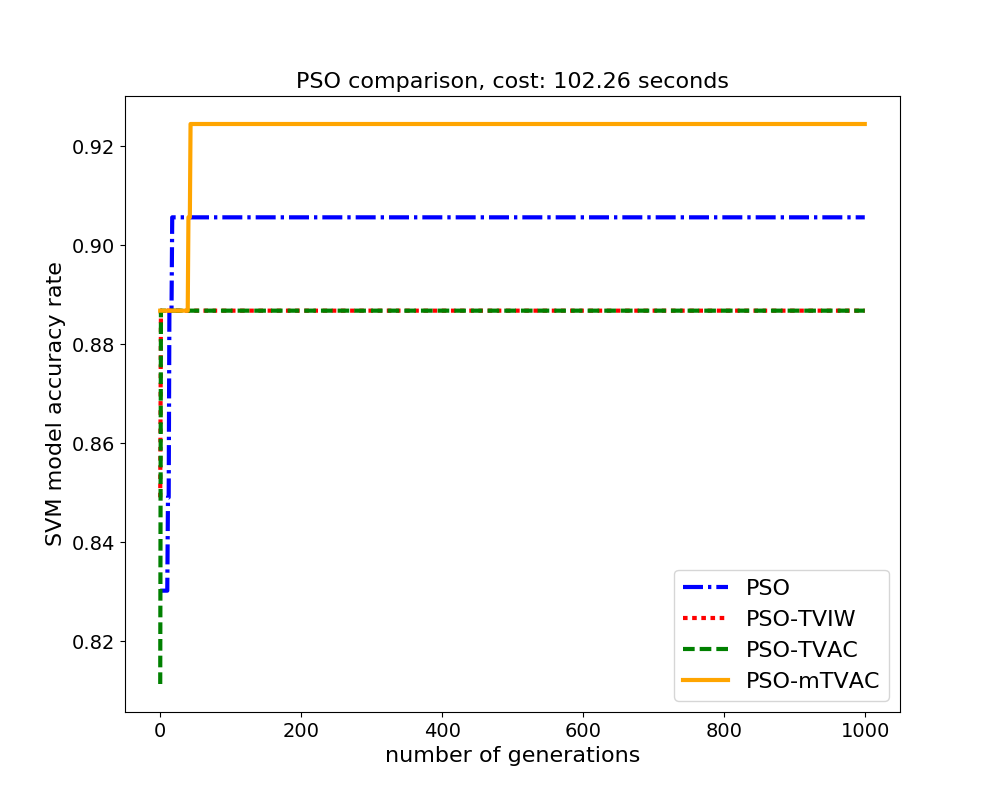 PSO comparison, cost: 102.26 seconds
SVM model accuracy rate
0.92
0.90
0.88
0.86
0.84
0.82
0 200 400 600 800 1000
number of generations
PSO
PSO-TVIW
PSO-TVAC
PSO-mTVAC